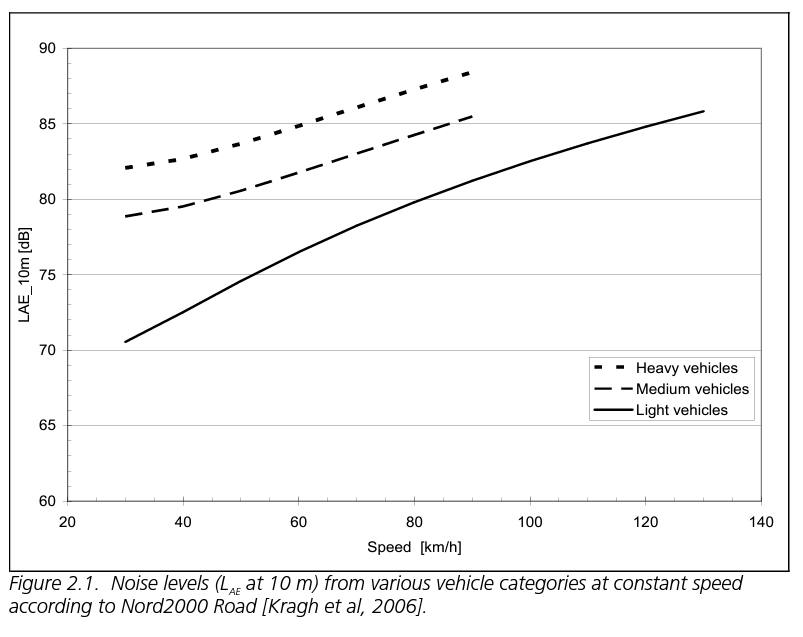 90
85
80
75
70
65
60
LAE_10m [dB]
Heavy vehicles
Medium vehicles
Light vehicles
20 40 60 80 100 120 140
Speed [km/h]
Figure 2.1. Noise levels (LAE at 10 m) from various vehicle categories at constant speed
according to Nord2000 Road [Kragh et al, 2006].